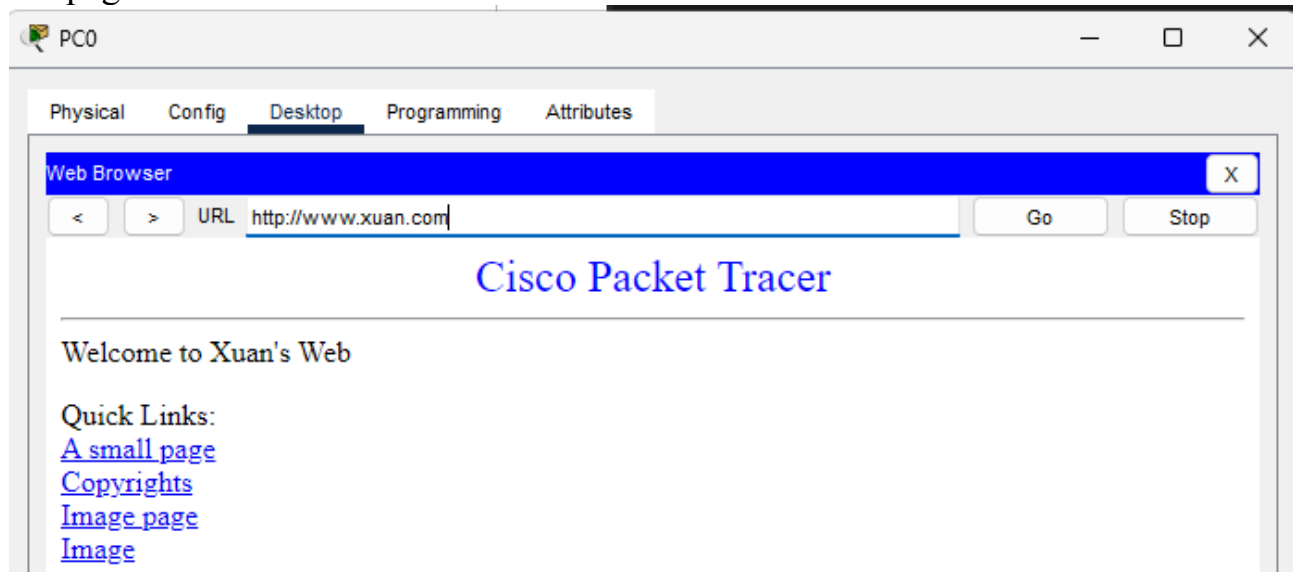 PC0
Physical Config Desktop Programming Attributes
Web Browser X
< > URL http://www.xuan.com Go Stop
Cisco Packet Tracer
Welcome to Xuan's Web
Quick Links:
A small page
Copyrights
Image page
Image